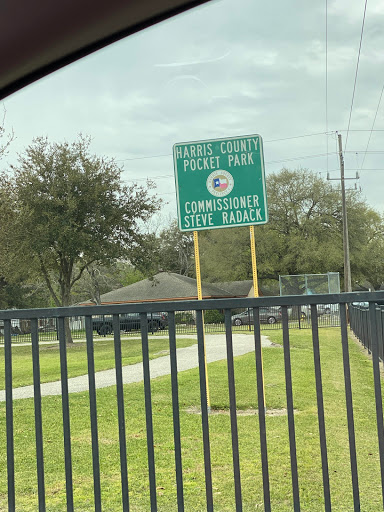 HARRIS COUNTY
POCKET PARK
COMMISSIONER
STEVE RADACK